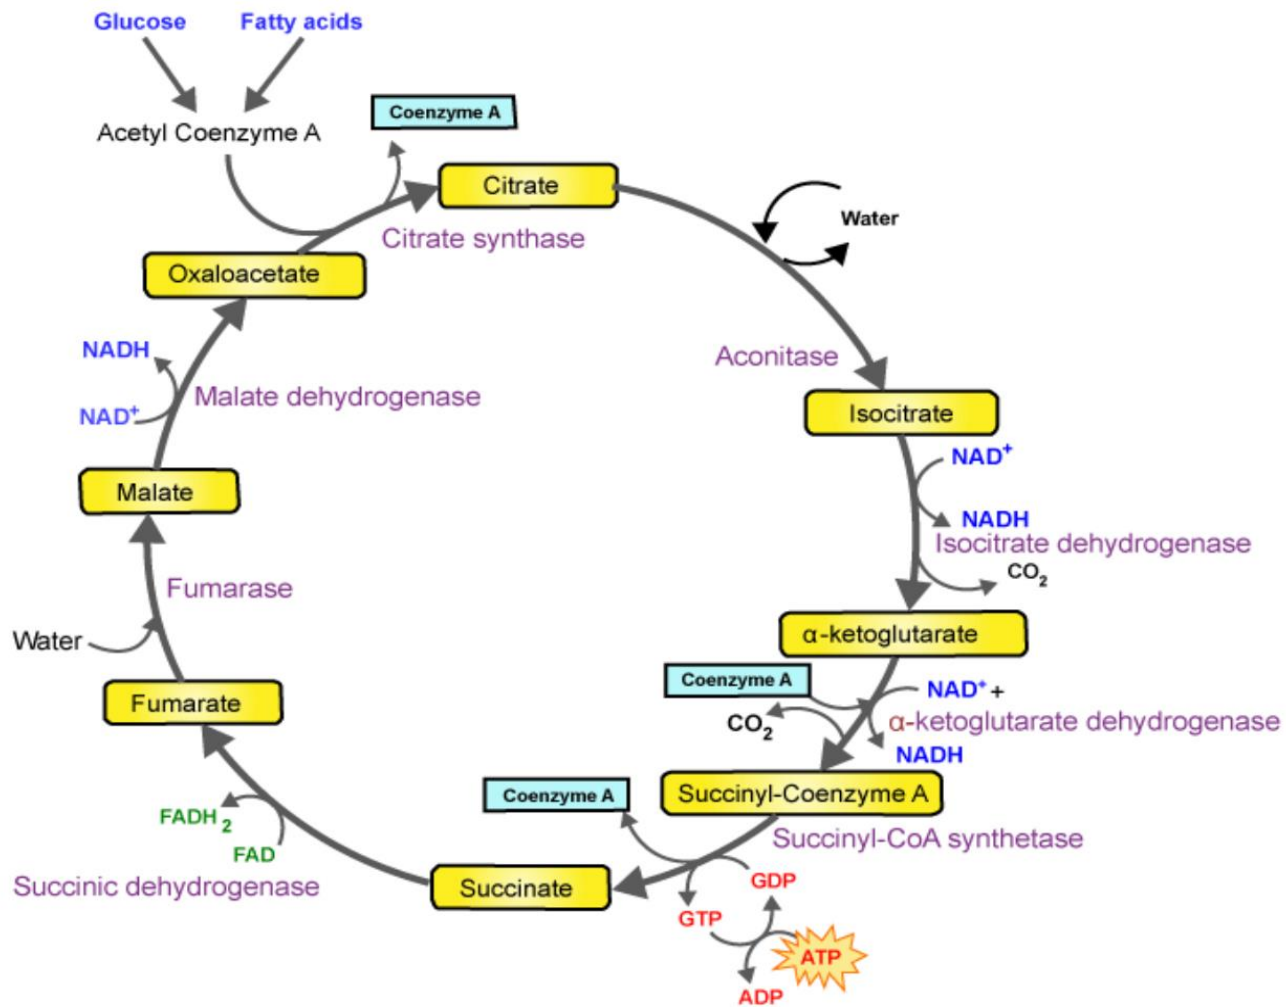 Glucose
Fatty acids
Acetyl Coenzyme A
Coenzyme A
Citrate
Citrate synthase
Water
Oxaloacetate
Aconitase
NADH
NAD⁺
Malate dehydrogenase
Isocitrate
NAD⁺
NADH
Isocitrate dehydrogenase
CO₂
Malate
Fumarase
Water
α-ketoglutarate
Coenzyme A
NAD⁺ +
CO₂
α-ketoglutarate dehydrogenase
NADH
Fumarate
Coenzyme A
Succinyl-Coenzyme A
Succinyl-CoA synthetase
FADH₂
FAD
Succinic dehydrogenase
Succinate
GDP
GTP
ATP
ADP